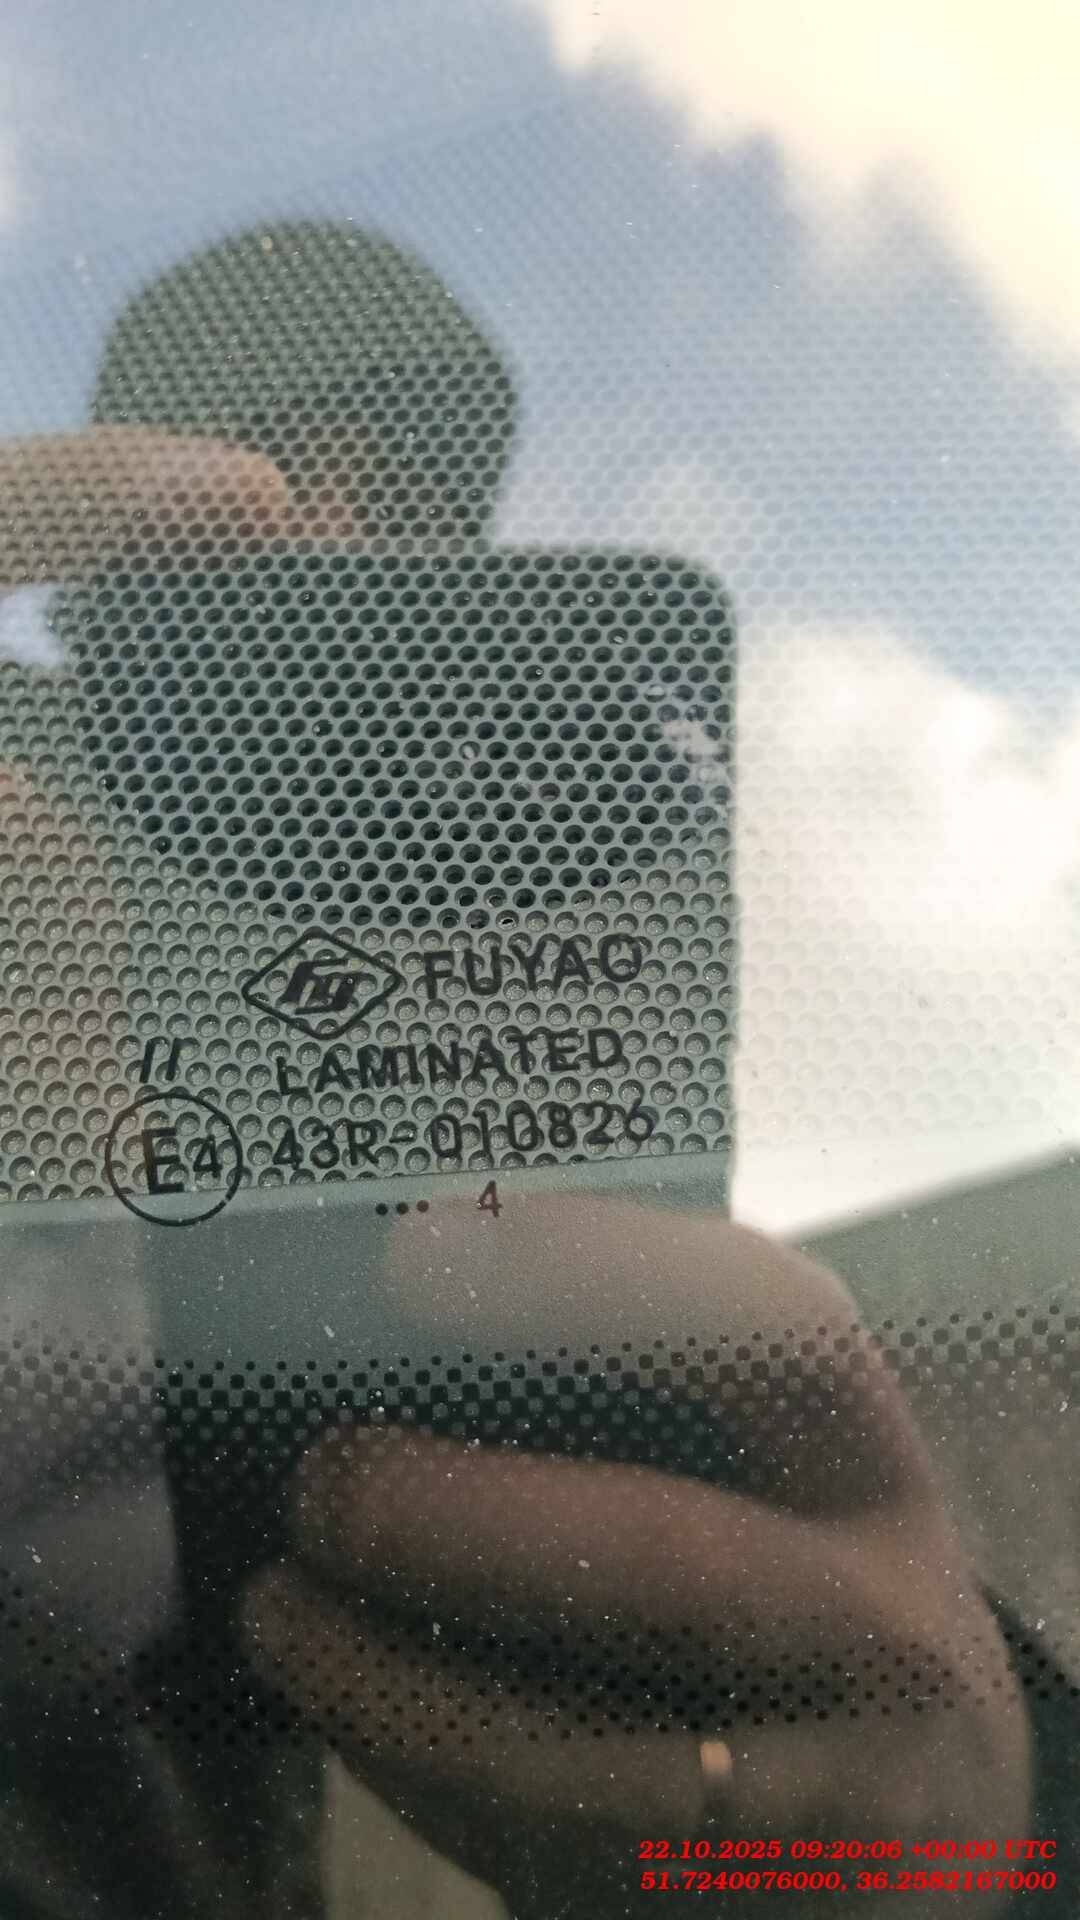 fyg FUYAO
// LAMINATED
E4 43R-010826
••• 4
22.10.2025 09:20:06 +00:00 UTC
51.7240076000, 36.2582167000